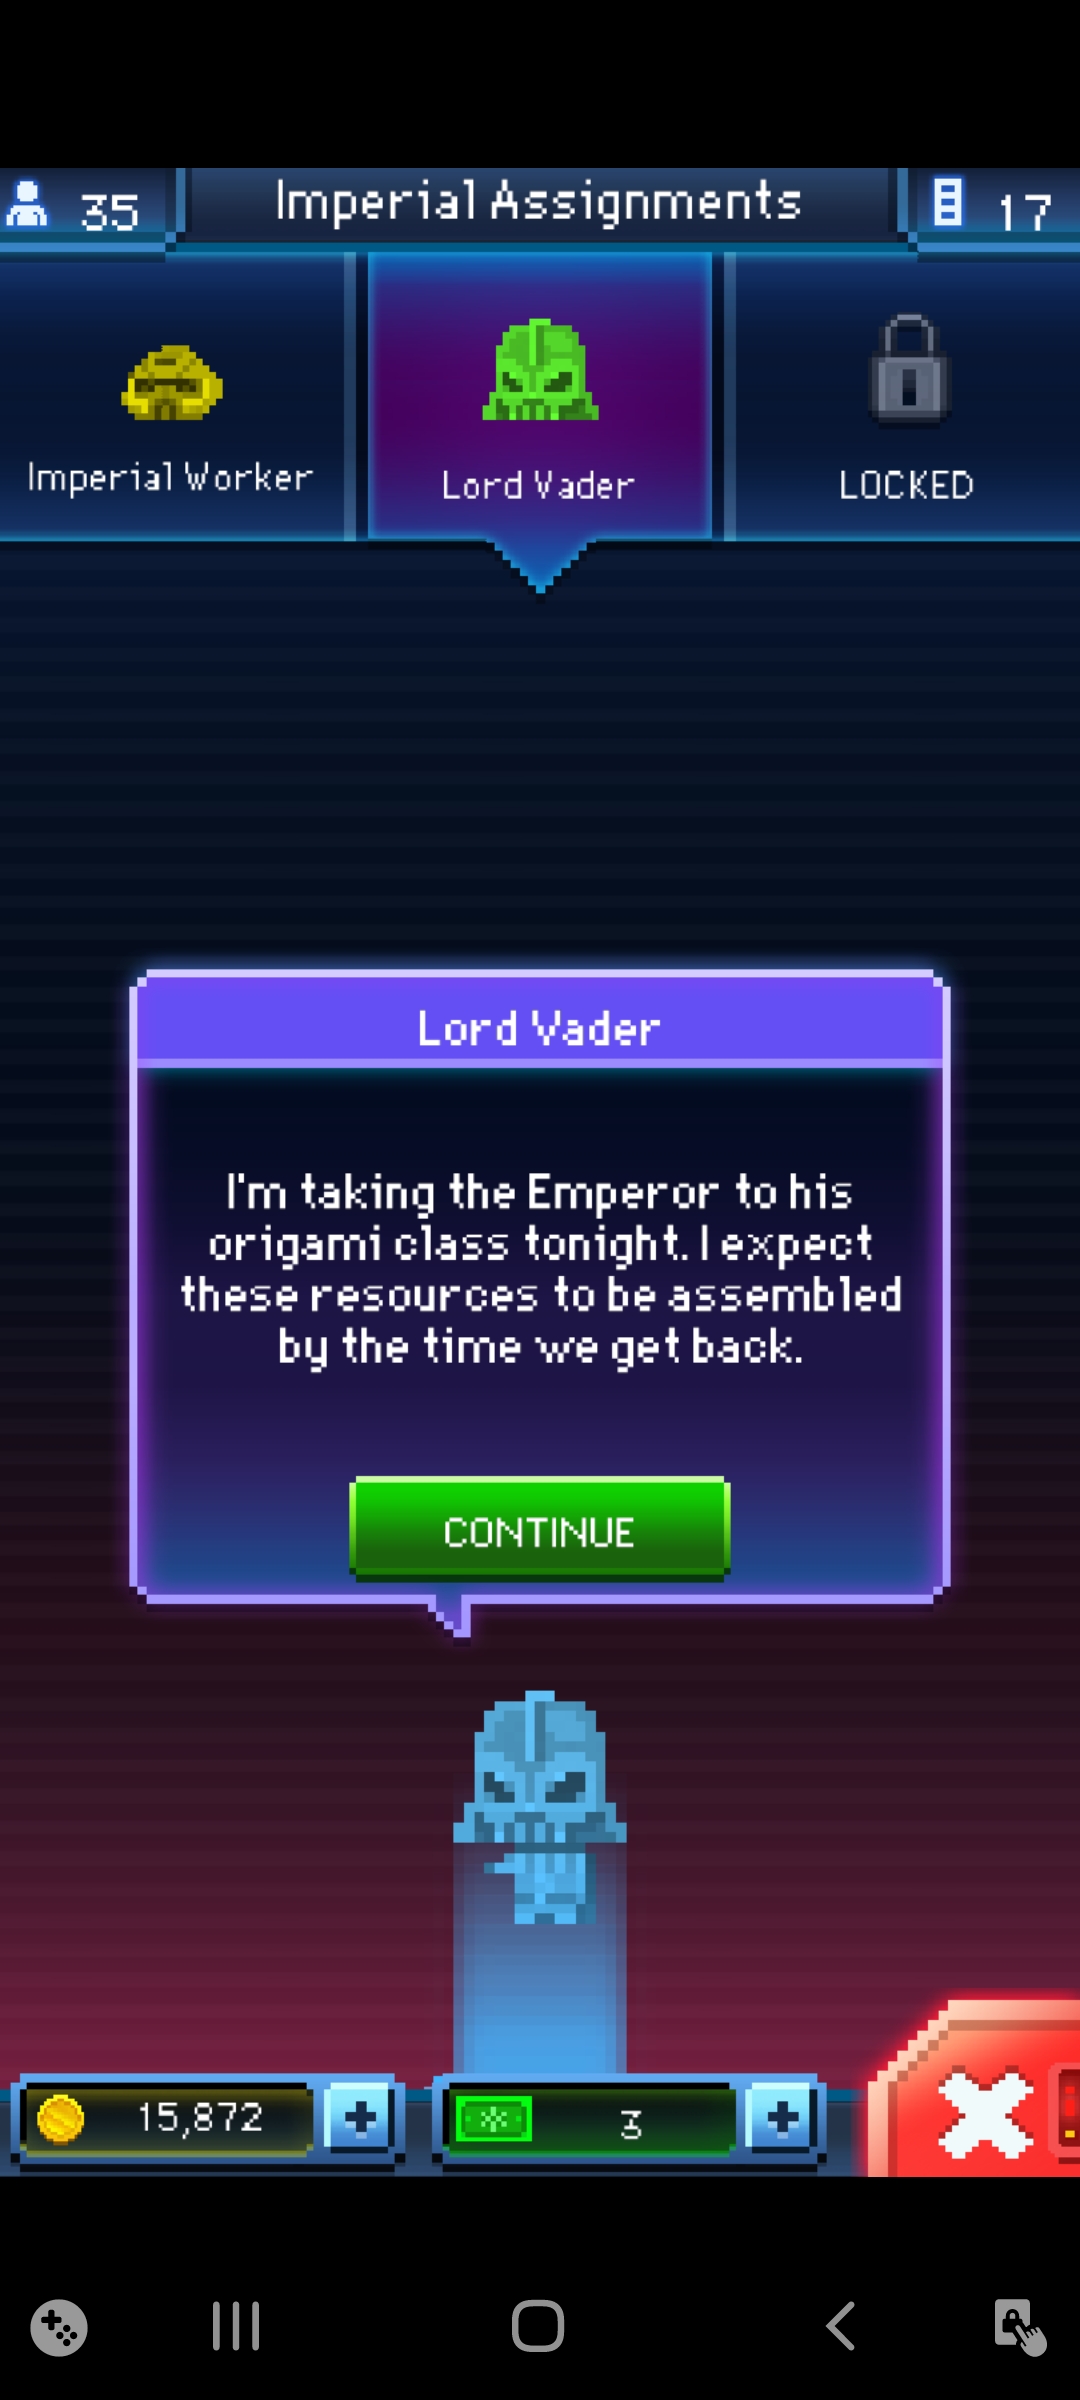 35
Imperial Assignments
17
Imperial Worker
Lord Vader
LOCKED
Lord Vader
I'm taking the Emperor to his
origami class tonight. I expect
these resources to be assembled
by the time we get back.
CONTINUE
15,872
3